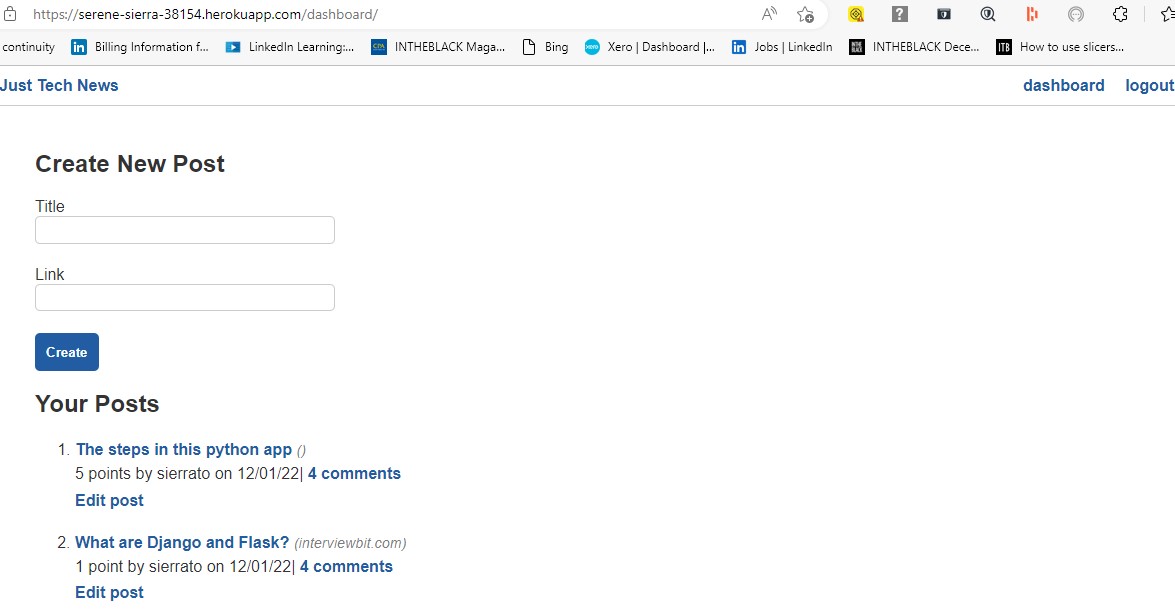 https://serene-sierra-38154.herokuapp.com/dashboard/
continuity Billing Information f... LinkedIn Learning:... INTHEBLACK Maga... Bing Xero | Dashboard |... Jobs | LinkedIn INTHEBLACK Dece... ITB How to use slicers...
Just Tech News dashboard logout
Create New Post
Title
Link
Create
Your Posts
1. The steps in this python app ()
5 points by sierrato on 12/01/22| 4 comments
Edit post
2. What are Django and Flask? (interviewbit.com)
1 point by sierrato on 12/01/22| 4 comments
Edit post